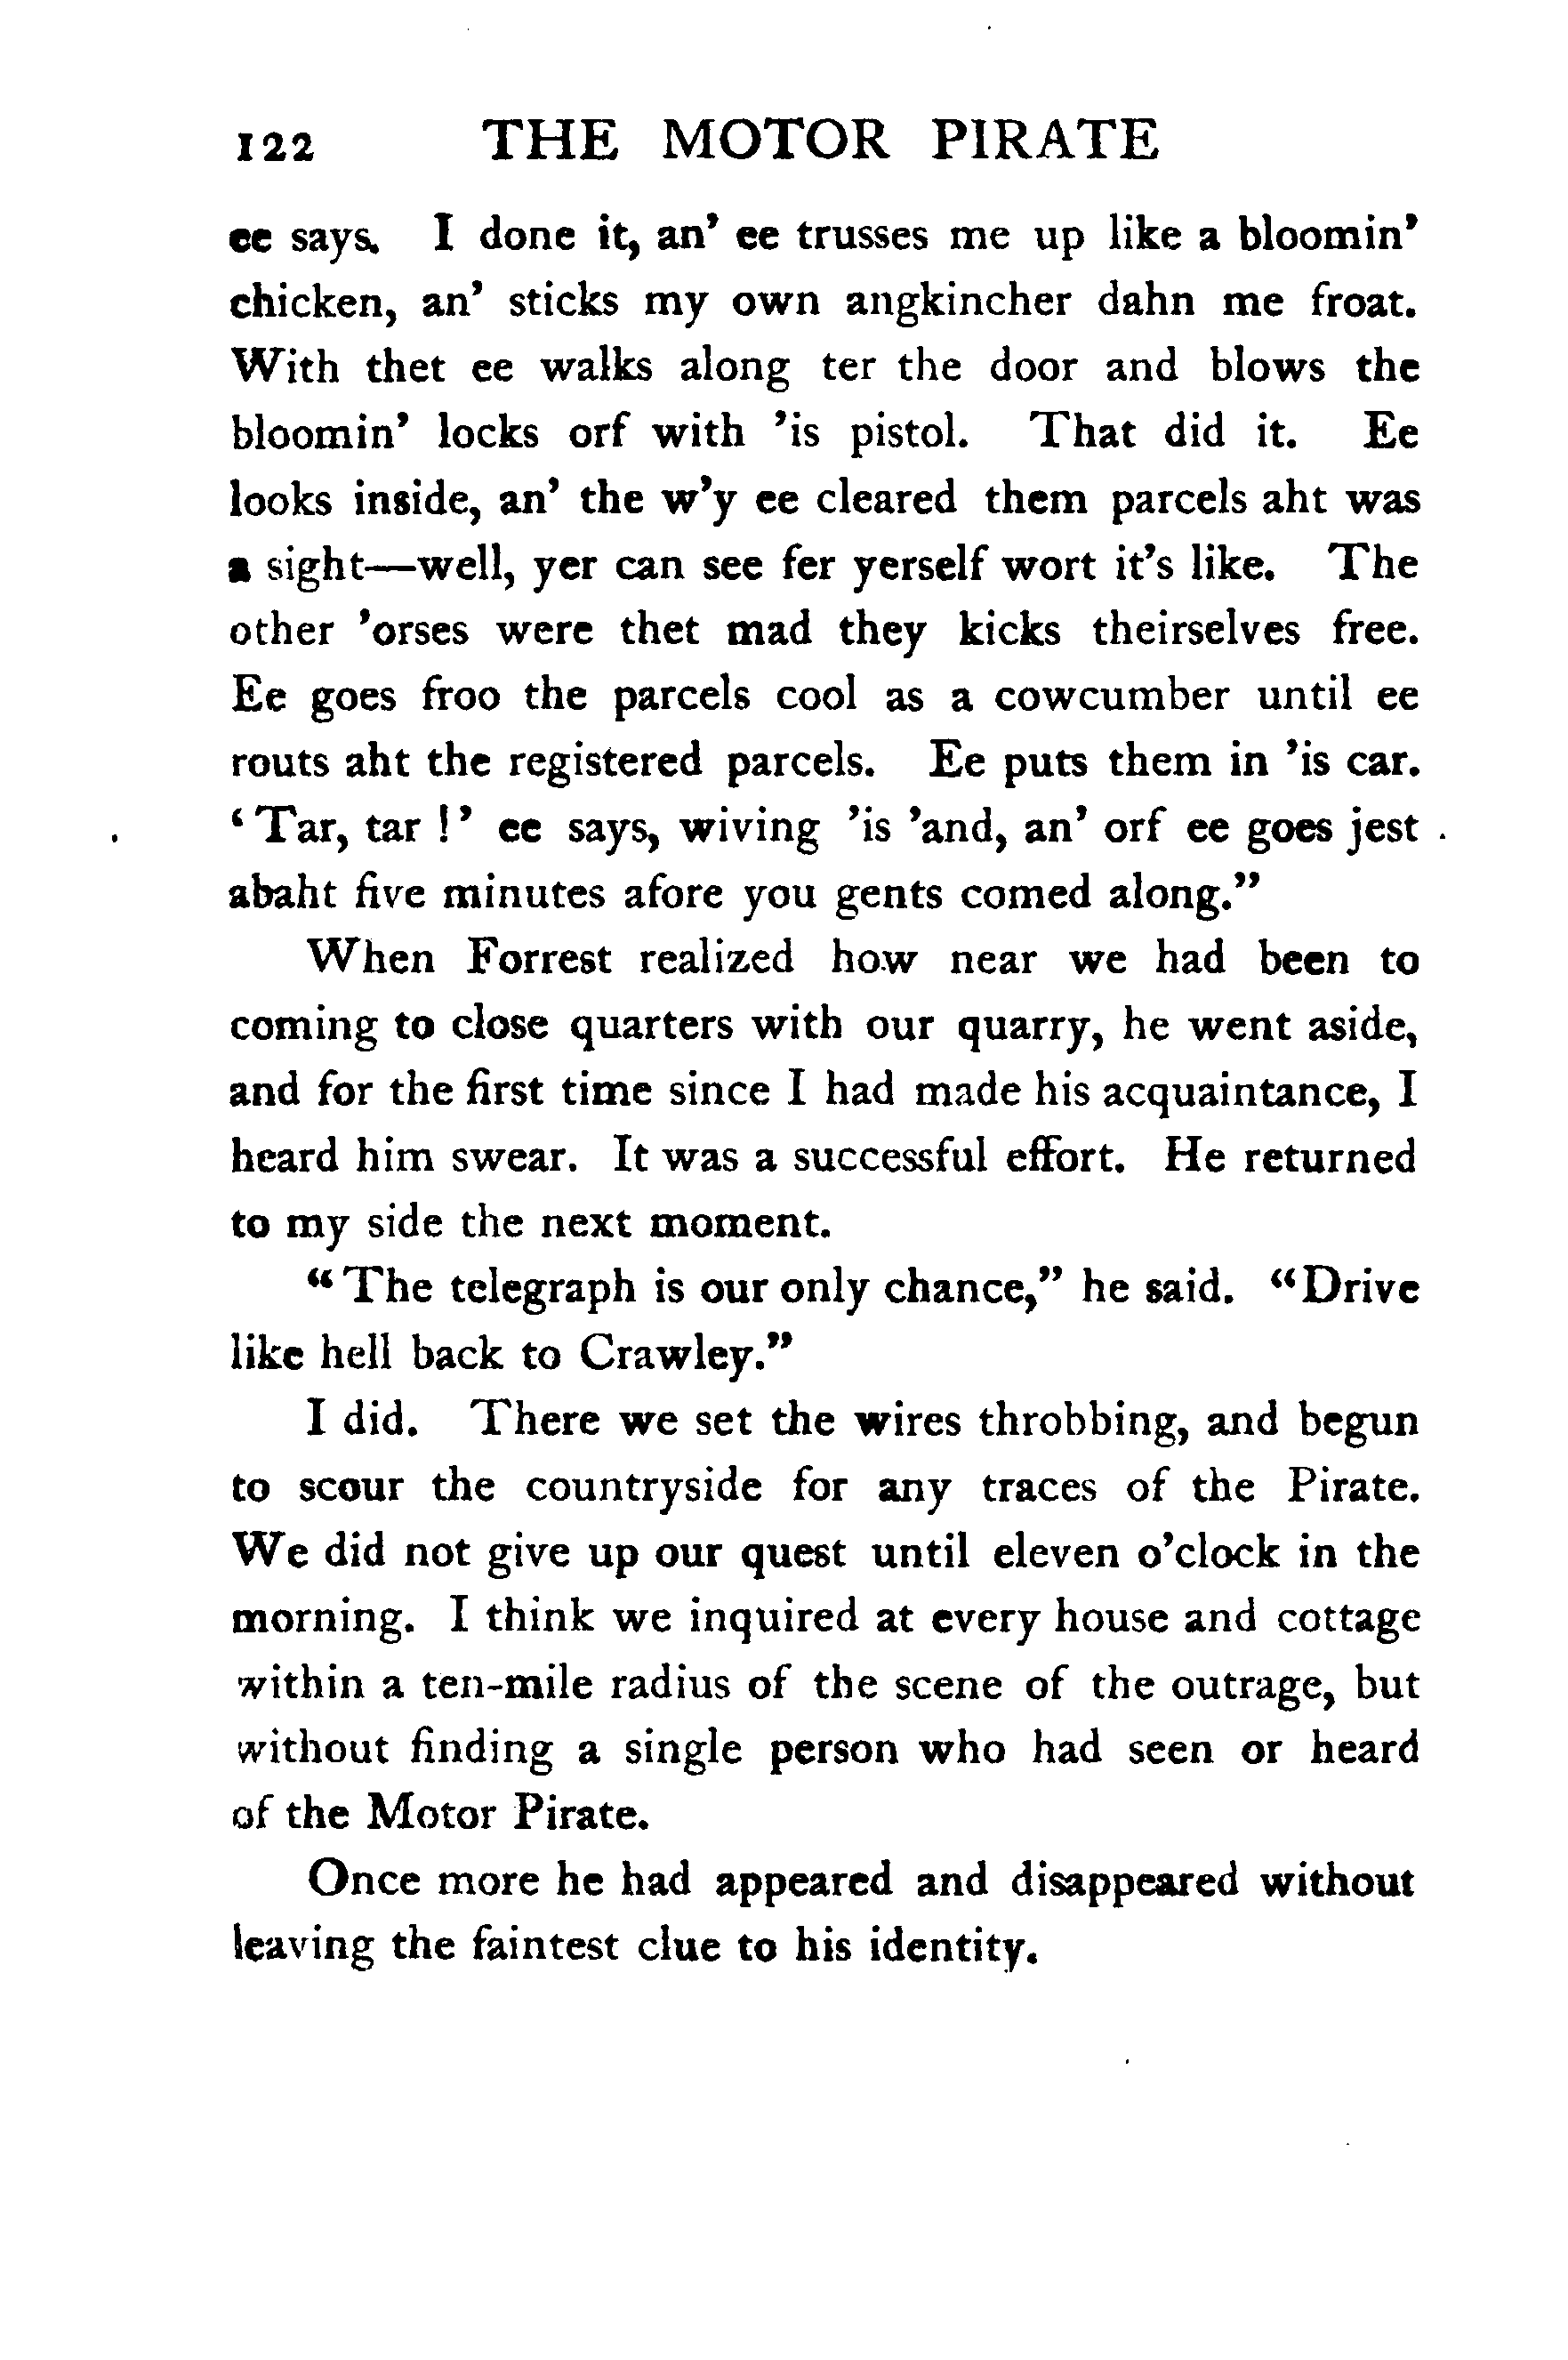 122 THE MOTOR PIRATE
ee says. I done it, an' ee trusses me up like a bloomin'
chicken, an' sticks my own angkincher dahn me froat.
With thet ee walks along ter the door and blows the
bloomin' locks orf with 'is pistol. That did it. Ee
looks inside, an' the w'y ee cleared them parcels aht was
a sight—well, yer can see fer yerself wort it's like. The
other 'orses were thet mad they kicks theirselves free.
Ee goes froo the parcels cool as a cowcumber until ee
routs aht the registered parcels. Ee puts them in 'is car.
'Tar, tar!' ee says, wiving 'is 'and, an' orf ee goes jest
abaht five minutes afore you gents comed along."
When Forrest realized how near we had been to
coming to close quarters with our quarry, he went aside,
and for the first time since I had made his acquaintance, I
heard him swear. It was a successful effort. He returned
to my side the next moment.
"The telegraph is our only chance," he said. "Drive
like hell back to Crawley."
I did. There we set the wires throbbing, and begun
to scour the countryside for any traces of the Pirate.
We did not give up our quest until eleven o'clock in the
morning. I think we inquired at every house and cottage
within a ten-mile radius of the scene of the outrage, but
without finding a single person who had seen or heard
of the Motor Pirate.
Once more he had appeared and disappeared without
leaving the faintest clue to his identity.